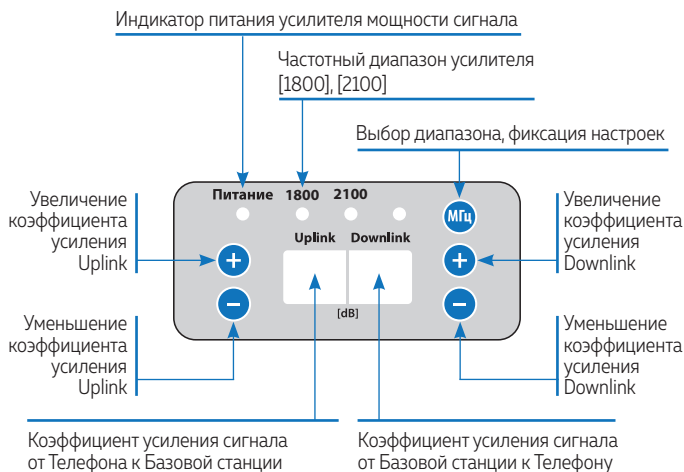 Индикатор питания усилителя мощности сигнала
Частотный диапазон усилителя
[1800], [2100]
Выбор диапазона, фиксация настроек
Увеличение
коэффициента
усиления
Uplink
Питание 1800 2100
МГц
Uplink Downlink
+
+
−
−
[dB]
Увеличение
коэффициента
усиления
Downlink
Уменьшение
коэффициента
усиления
Uplink
Уменьшение
коэффициента
усиления
Downlink
Коэффициент усиления сигнала
от Телефона к Базовой станции
Коэффициент усиления сигнала
от Базовой станции к Телефону